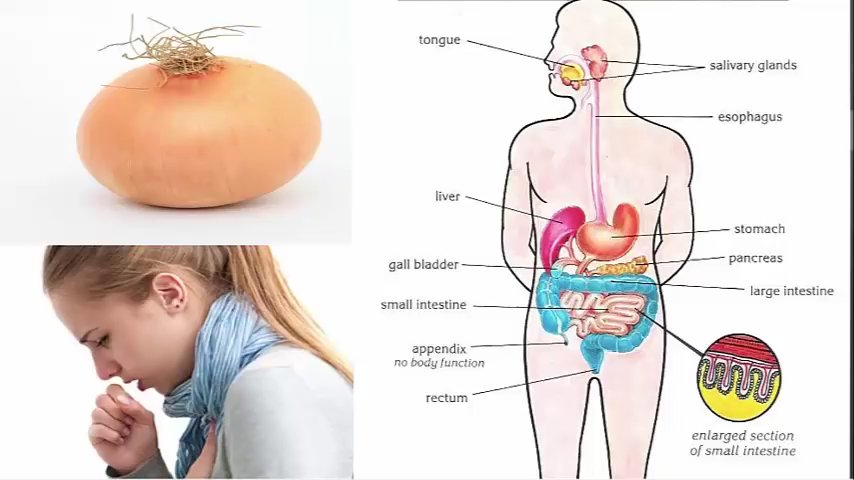 tongue
salivary glands
esophagus
liver
stomach
gall bladder
pancreas
large intestine
small intestine
appendix
no body function
rectum
enlarged section
of small intestine